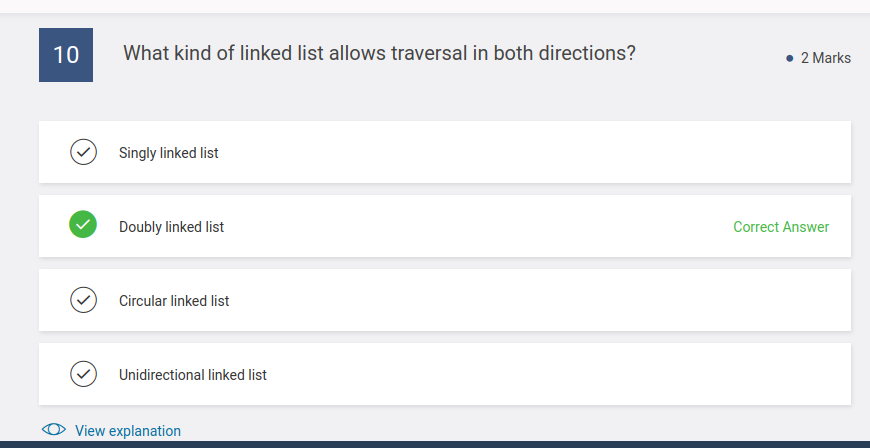 10
What kind of linked list allows traversal in both directions?
2 Marks
Singly linked list
Doubly linked list
Correct Answer
Circular linked list
Unidirectional linked list
View explanation